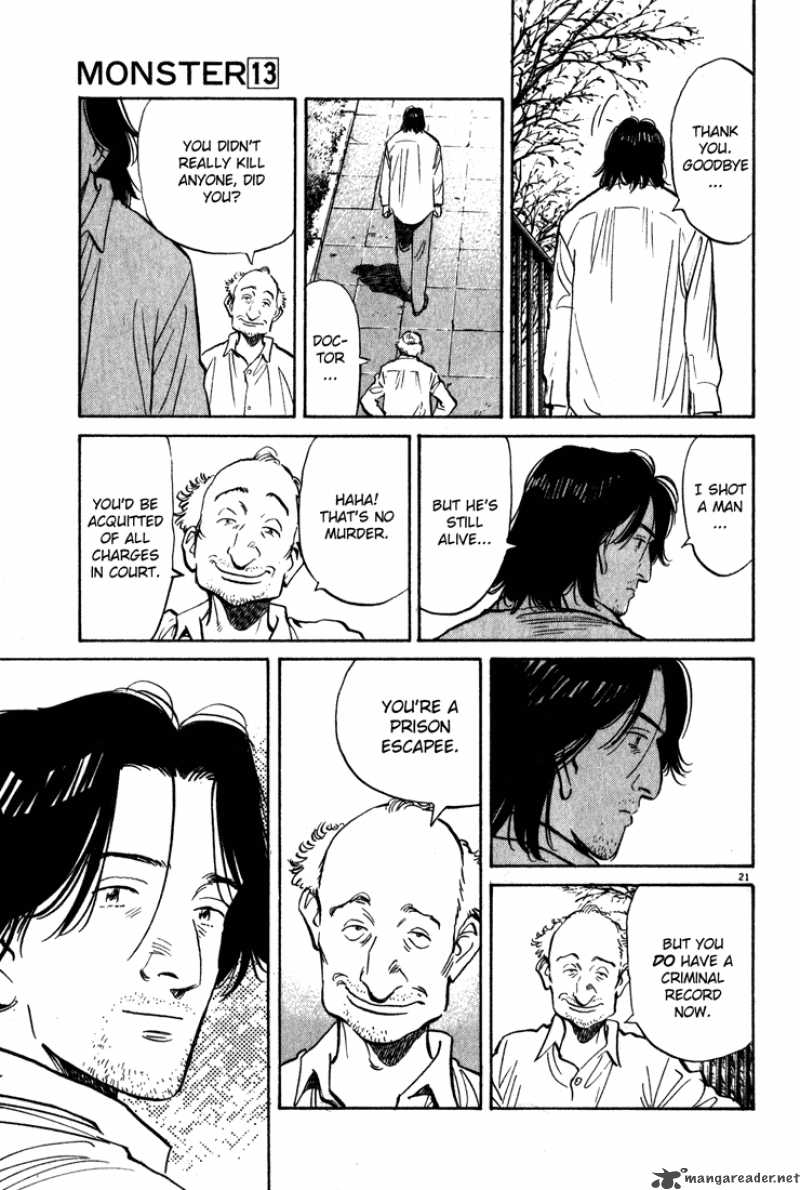 MONSTER 13
THANK
YOU.
GOODBYE
...
DOC-
TOR
...
YOU DIDN'T
REALLY KILL
ANYONE, DID
YOU?
I SHOT
A MAN
...
BUT HE'S
STILL
ALIVE...
HAHA!
THAT'S NO
MURDER.
YOU'D BE
ACQUITTED
OF ALL
CHARGES
IN COURT.
21
BUT YOU
DO HAVE A
CRIMINAL
RECORD
NOW.
YOU'RE A
PRISON
ESCAPEE.
mangareader.net